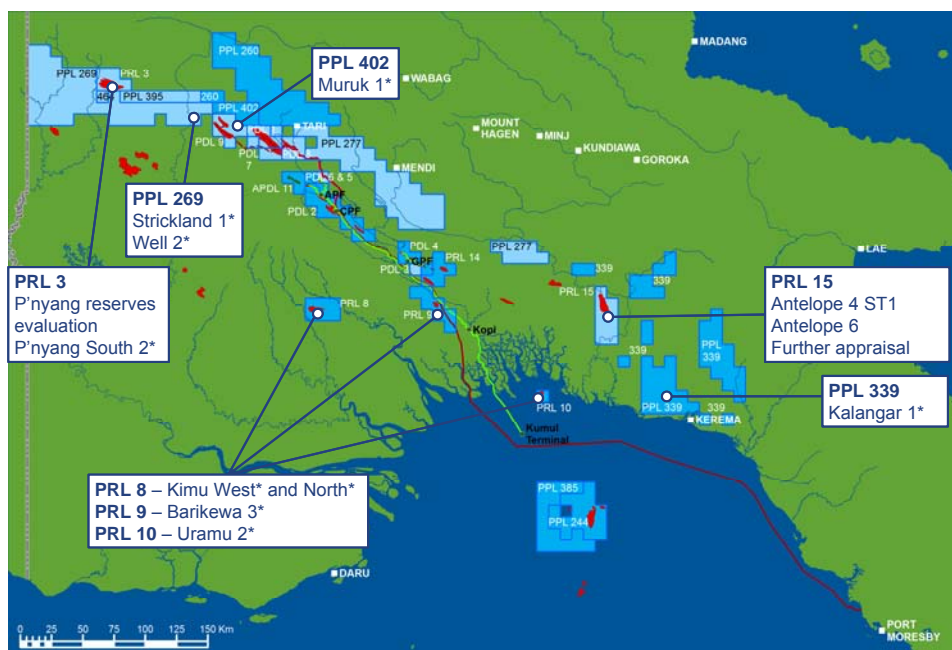 MADANG
PPL 260
PPL 402
Muruk 1*
WABAG
PPL 269
PRL 3
PPL 395
260
PPL 402
MOUNT
HAGEN
MINJ
TARI
KUNDIAWA
GOROKA
PDL 9
PDL
7
PPL 277
MENDI
PPL 269
Strickland 1*
Well 2*
APDL 11
APF
PDL 2
CPF
PRL 3
P'nyang reserves
evaluation
P'nyang South 2*
PDL 4
GPF
PDL 3
PRL 14
PPL 277
LAE
339
339
PRL 15
PRL 15
Antelope 4 ST1
Antelope 6
Further appraisal
PRL 8
PRL 9
Kopi
339
PPL
339
PPL 339
Kalangar 1*
PRL 10
PPL 339
339
KEREMA
Kumul
Terminal
PRL 8 – Kimu West* and North*
PRL 9 – Barikewa 3*
PRL 10 – Uramu 2*
PPL 385
PPL 244
DARU
0 25 50 75 100 125 150 Km
PORT
MORESBY